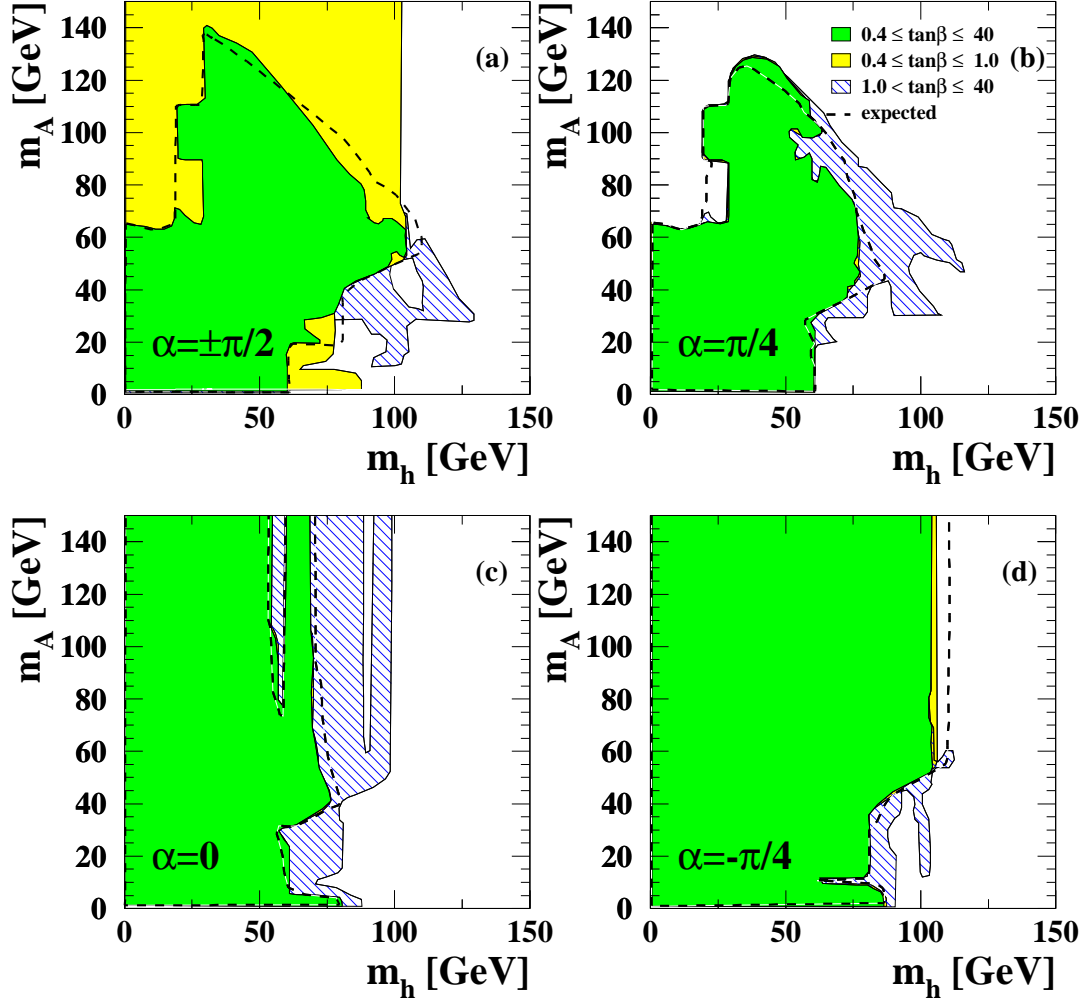 m_A [GeV]
140
120
100
80
60
40
20
0
(a)
α=±π/2
0 50 100 150
m_h [GeV]
m_A [GeV]
140
120
100
80
60
40
20
0
0.4 ≤ tanβ ≤ 40
0.4 ≤ tanβ ≤ 1.0
1.0 < tanβ ≤ 40
expected
(b)
α=π/4
0 50 100 150
m_h [GeV]
m_A [GeV]
140
120
100
80
60
40
20
0
(c)
α=0
0 50 100 150
m_h [GeV]
m_A [GeV]
140
120
100
80
60
40
20
0
(d)
α=-π/4
0 50 100 150
m_h [GeV]